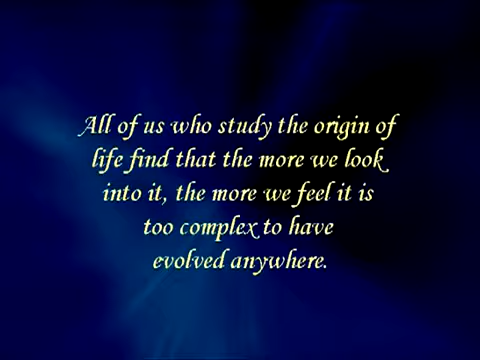 All of us who study the origin of
life find that the more we look
into it, the more we feel it is
too complex to have
evolved anywhere.